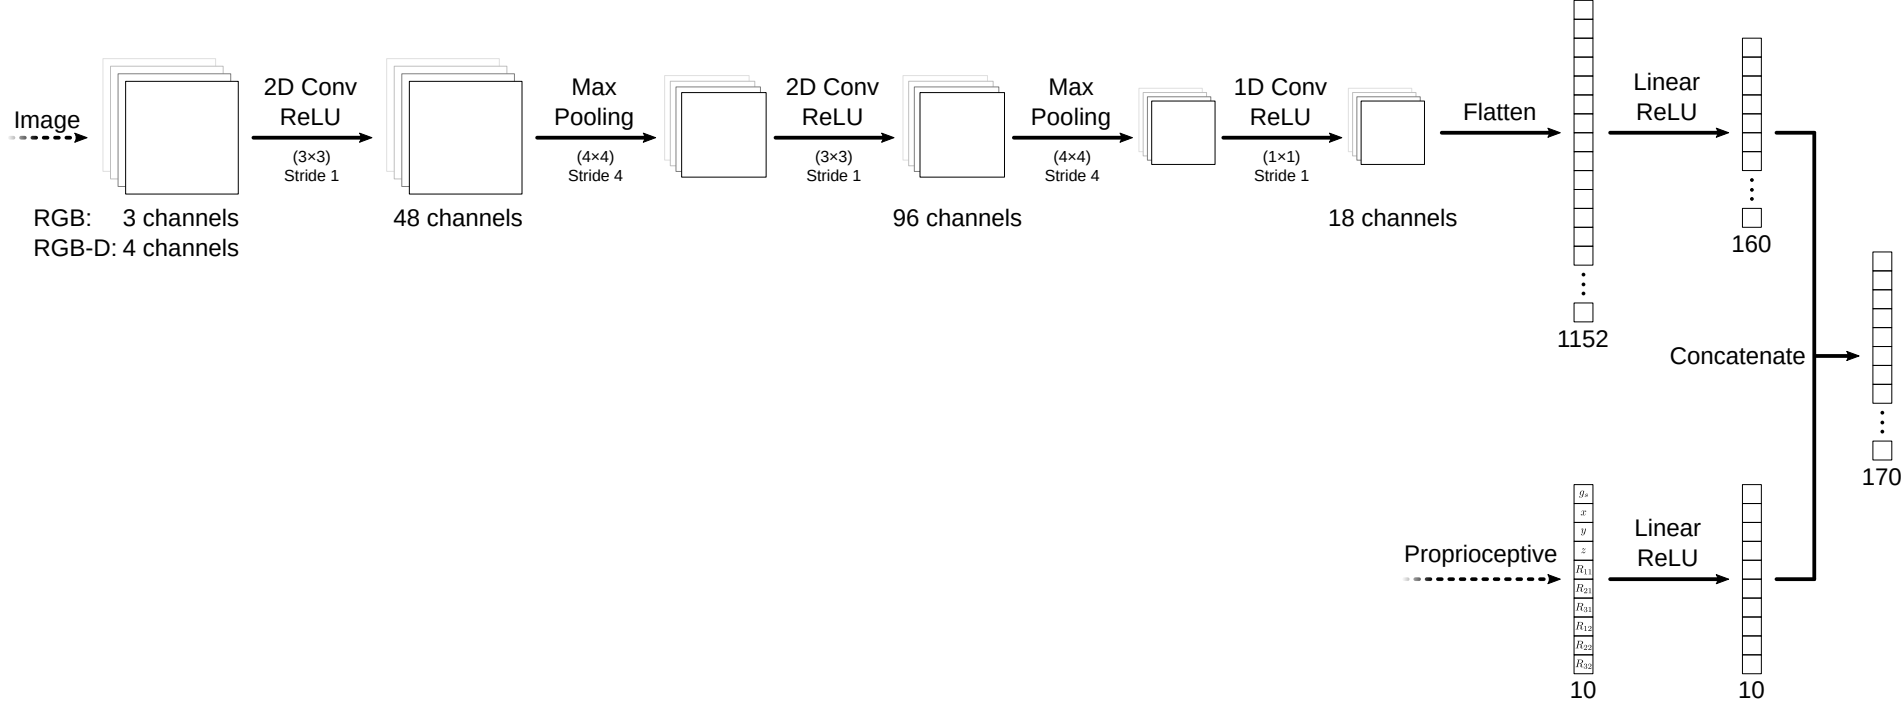 Image
RGB: 3 channels
RGB-D: 4 channels
2D Conv
ReLU
(3×3)
Stride 1
48 channels
Max
Pooling
(4×4)
Stride 4
2D Conv
ReLU
(3×3)
Stride 1
96 channels
Max
Pooling
(4×4)
Stride 4
1D Conv
ReLU
(1×1)
Stride 1
18 channels
Flatten
1152
Linear
ReLU
160
Concatenate
170
Proprioceptive
g_s
x
y
z
R_11
R_21
R_31
R_12
R_22
R_32
10
Linear
ReLU
10